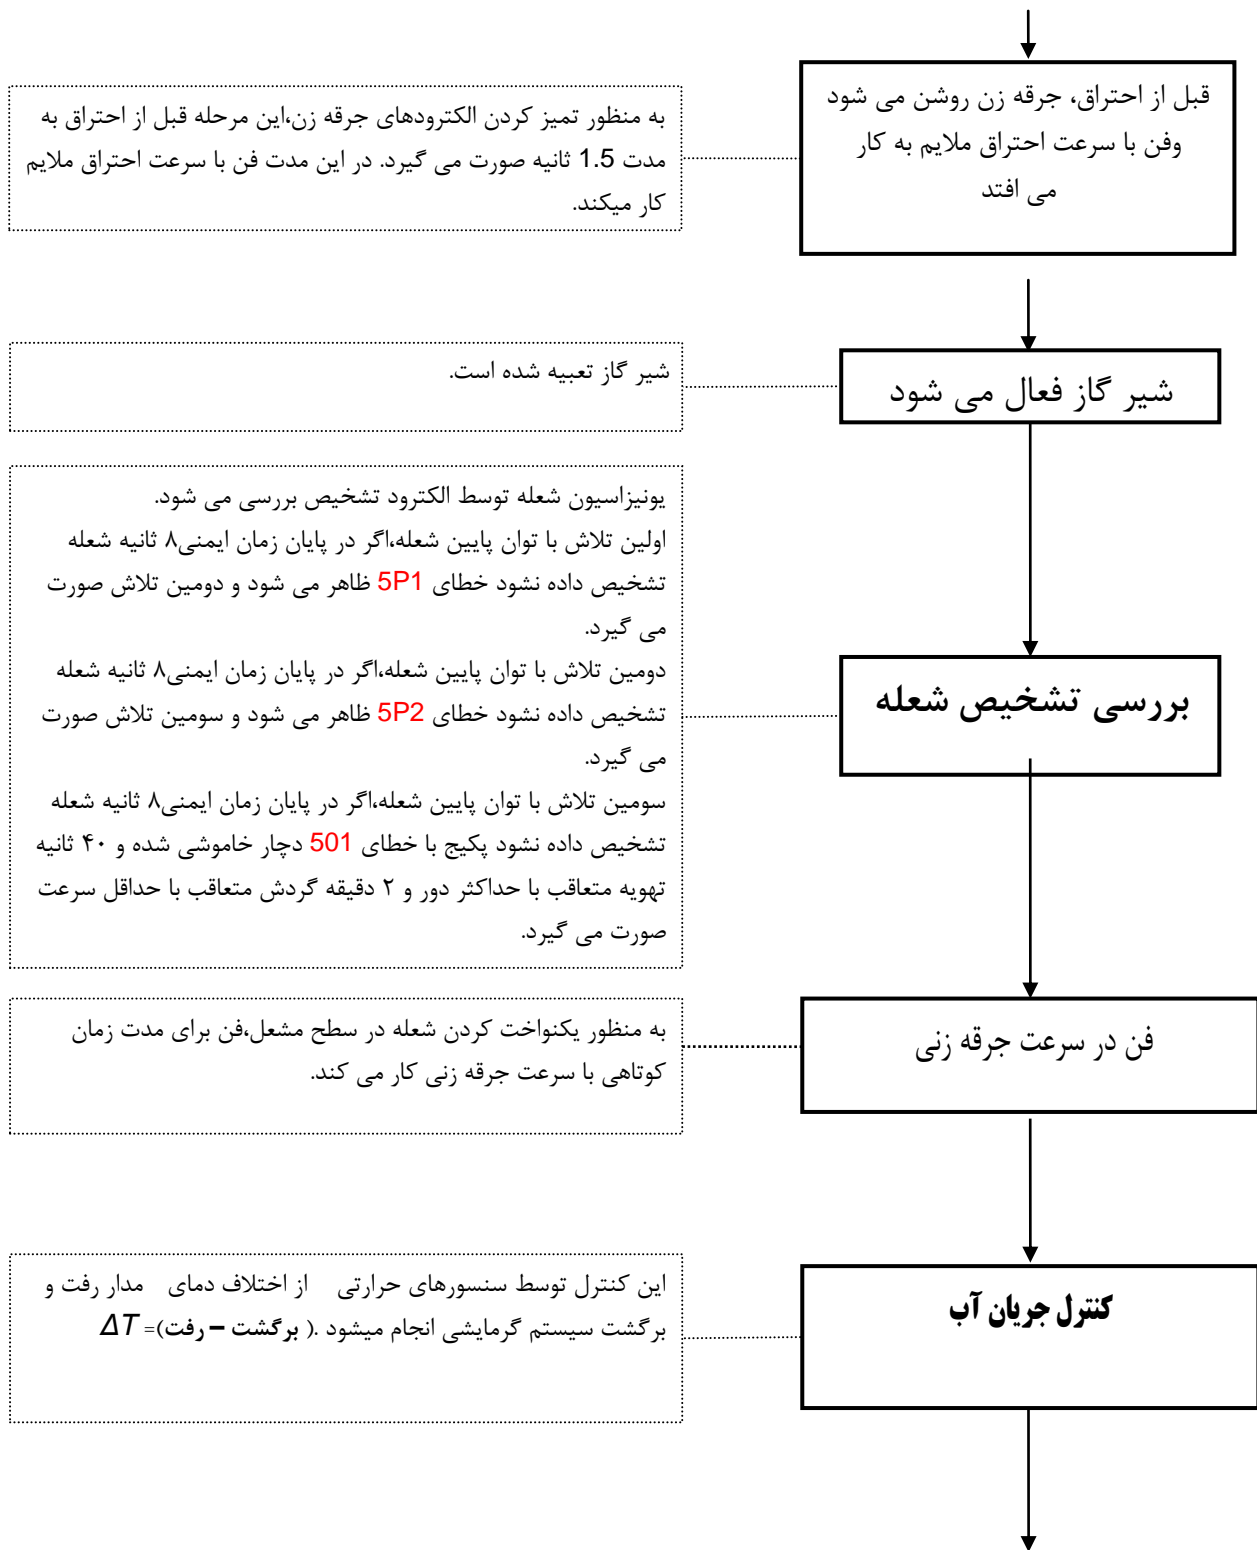 قبل از احتراق، جرقه زن روشن می شود
وفن با سرعت احتراق ملایم به کار
می افتد
به منظور تمیز کردن الکترودهای جرقه زن،این مرحله قبل از احتراق به
مدت 1.5 ثانیه صورت می گیرد. در این مدت فن با سرعت احتراق ملایم
کار میکند.
شیر گاز فعال می شود
شیر گاز تعبیه شده است.
بررسی تشخیص شعله
یونیزاسیون شعله توسط الکترود تشخیص بررسی می شود.
اولین تلاش با توان پایین شعله،اگر در پایان زمان ایمنی۸ ثانیه شعله
تشخیص داده نشود خطای 5P1 ظاهر می شود و دومین تلاش صورت
می گیرد.
دومین تلاش با توان پایین شعله،اگر در پایان زمان ایمنی۸ ثانیه شعله
تشخیص داده نشود خطای 5P2 ظاهر می شود و سومین تلاش صورت
می گیرد.
سومین تلاش با توان پایین شعله،اگر در پایان زمان ایمنی۸ ثانیه شعله
تشخیص داده نشود پکیج با خطای 501 دچار خاموشی شده و ۴۰ ثانیه
تهویه متعاقب با حداکثر دور و ۲ دقیقه گردش متعاقب با حداقل سرعت
صورت می گیرد.
فن در سرعت جرقه زنی
به منظور یکنواخت کردن شعله در سطح مشعل،فن برای مدت زمان
کوتاهی با سرعت جرقه زنی کار می کند.
کنترل جریان آب
این کنترل توسط سنسورهای حرارتی از اختلاف دمای مدار رفت و
برگشت سیستم گرمایشی انجام میشود .( برگشت – رفت)= ΔT